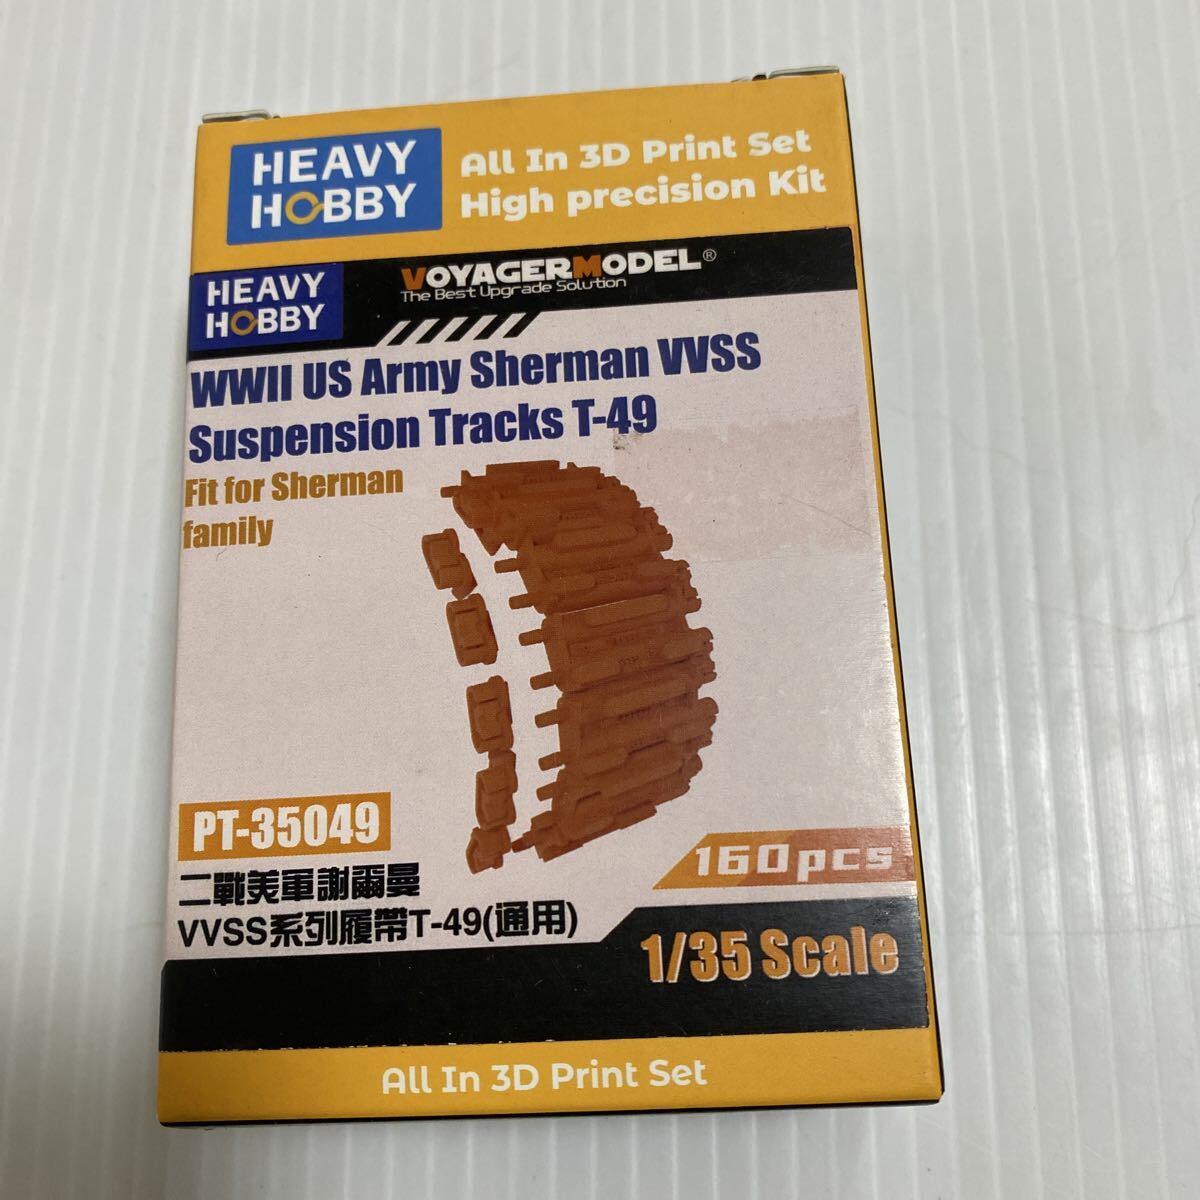 HEAVY
HOBBY
All In 3D Print Set
High precision Kit
HEAVY
HOBBY
VOYAGERMODEL®
The Best Upgrade Solution
WWII US Army Sherman VVSS
Suspension Tracks T-49
Fit for Sherman
family
PT-35049
二戰美軍謝爾曼
VVSS系列履帶T-49(通用)
160pcs
1/35 Scale
All In 3D Print Set